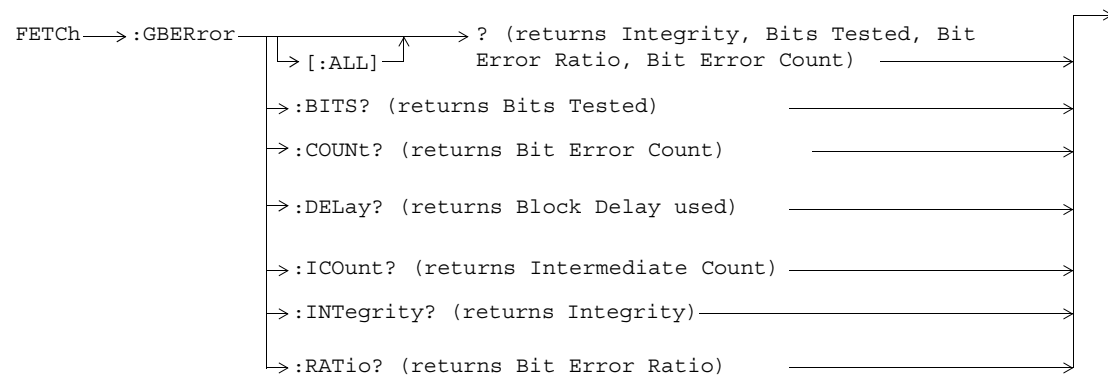 FETCh :GBERror ? (returns Integrity, Bits Tested, Bit
[:ALL] Error Ratio, Bit Error Count)
:BITS? (returns Bits Tested)
:COUNt? (returns Bit Error Count)
:DELay? (returns Block Delay used)
:ICOunt? (returns Intermediate Count)
:INTegrity? (returns Integrity)
:RATio? (returns Bit Error Ratio)